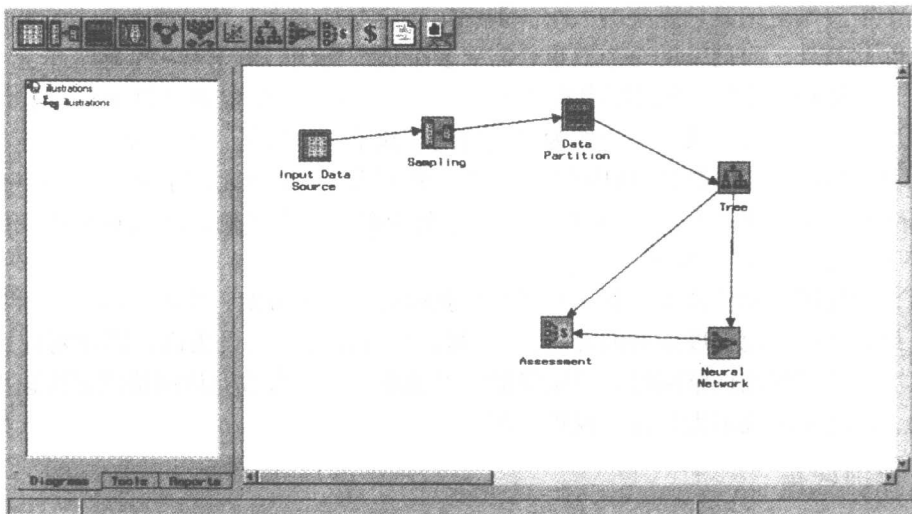 illustrations
illustrations
Input Data
Source
Sampling
Data
Partition
Tree
Assessment
Neural
Network
Diagrams
Tools
Reports